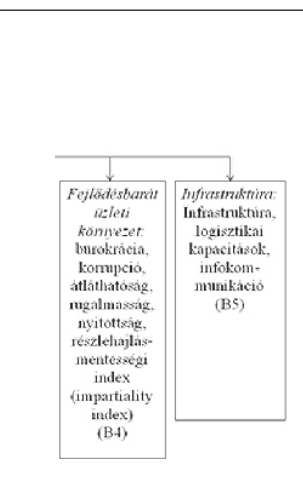 Fejlődésbarát
üzleti
környezet:
bürokrácia,
korrupció,
átláthatóság,
rugalmasság,
nyitottság,
részlehajlás-
mentességi
index
(impartiality
index)
(B4)
Infrastruktúra:
Infrastruktúra,
logisztikai
kapacitások,
infokom-
munikáció
(B5)